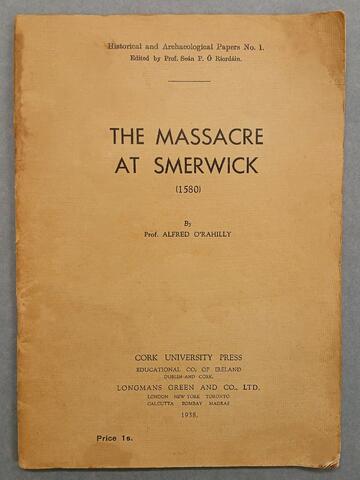 Historical and Archaeological Papers No. 1.
Edited by Prof. Seán P. Ó Ríordáin.
THE MASSACRE
AT SMERWICK
(1580)
By
Prof. ALFRED O'RAHILLY
CORK UNIVERSITY PRESS
EDUCATIONAL CO. OF IRELAND
DUBLIN AND CORK.
LONGMANS GREEN AND CO., LTD.
LONDON NEW YORK TORONTO
CALCUTTA BOMBAY MADRAS
1938.
Price 1s.